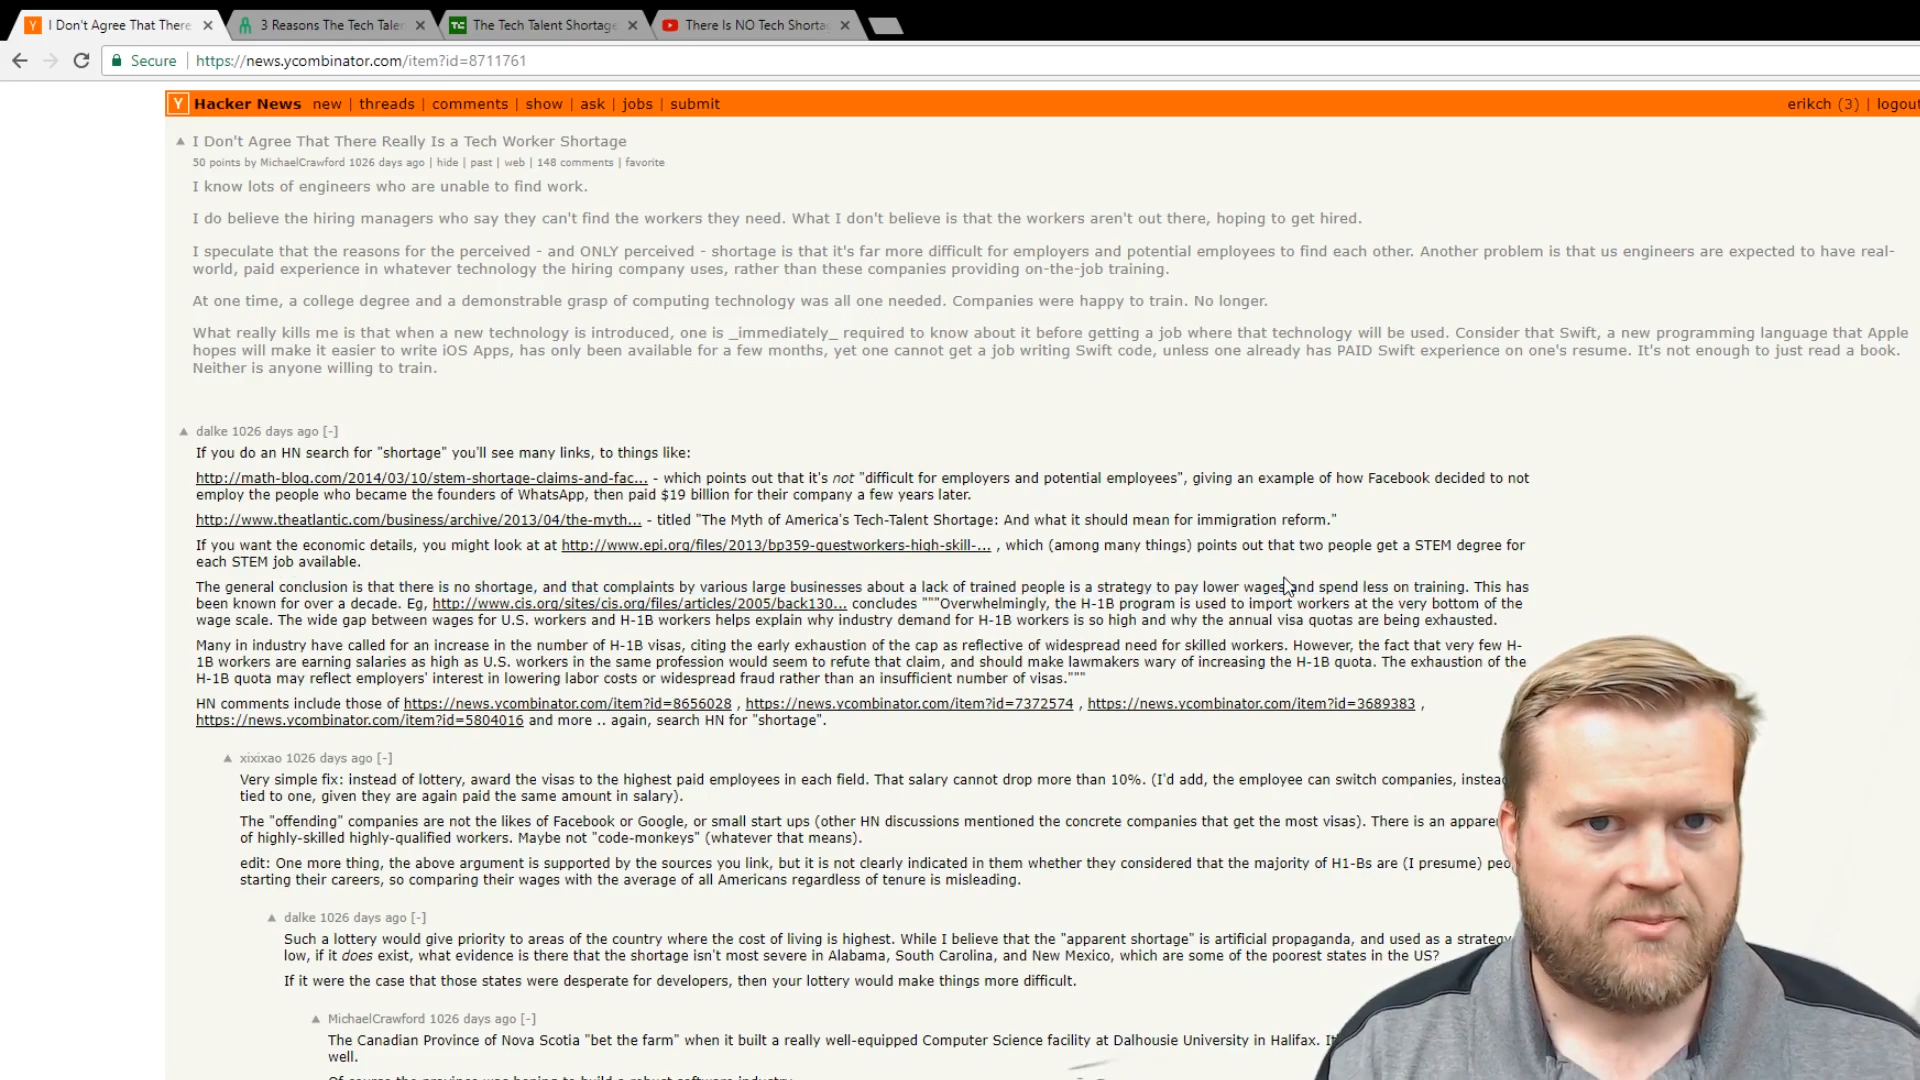 I Don't Agree That There
3 Reasons The Tech Talen
The Tech Talent Shortage
There Is NO Tech Shorta
Secure
https://news.ycombinator.com/item?id=8711761
Y Hacker News new | threads | comments | show | ask | jobs | submit
erikch (3) | logout
I Don't Agree That There Really Is a Tech Worker Shortage
50 points by MichaelCrawford 1026 days ago | hide | past | web | 148 comments | favorite
I know lots of engineers who are unable to find work.
I do believe the hiring managers who say they can't find the workers they need. What I don't believe is that the workers aren't out there, hoping to get hired.
I speculate that the reasons for the perceived - and ONLY perceived - shortage is that it's far more difficult for employers and potential employees to find each other. Another problem is that us engineers are expected to have real-
world, paid experience in whatever technology the hiring company uses, rather than these companies providing on-the-job training.
At one time, a college degree and a demonstrable grasp of computing technology was all one needed. Companies were happy to train. No longer.
What really kills me is that when a new technology is introduced, one is _immediately_ required to know about it before getting a job where that technology will be used. Consider that Swift, a new programming language that Apple
hopes will make it easier to write iOS Apps, has only been available for a few months, yet one cannot get a job writing Swift code, unless one already has PAID Swift experience on one's resume. It's not enough to just read a book.
Neither is anyone willing to train.
dalke 1026 days ago [-]
If you do an HN search for "shortage" you'll see many links, to things like:
http://math-blog.com/2014/03/10/stem-shortage-claims-and-fac... - which points out that it's not "difficult for employers and potential employees", giving an example of how Facebook decided to not
employ the people who became the founders of WhatsApp, then paid $19 billion for their company a few years later.
http://www.theatlantic.com/business/archive/2013/04/the-myth... - titled "The Myth of America's Tech-Talent Shortage: And what it should mean for immigration reform."
If you want the economic details, you might look at at http://www.epi.org/files/2013/bp359-guestworkers-high-skill-... , which (among many things) points out that two people get a STEM degree for
each STEM job available.
The general conclusion is that there is no shortage, and that complaints by various large businesses about a lack of trained people is a strategy to pay lower wages and spend less on training. This has
been known for over a decade. Eg, http://www.cis.org/sites/cis.org/files/articles/2005/back130... concludes """Overwhelmingly, the H-1B program is used to import workers at the very bottom of the
wage scale. The wide gap between wages for U.S. workers and H-1B workers helps explain why industry demand for H-1B workers is so high and why the annual visa quotas are being exhausted.
Many in industry have called for an increase in the number of H-1B visas, citing the early exhaustion of the cap as reflective of widespread need for skilled workers. However, the fact that very few H-
1B workers are earning salaries as high as U.S. workers in the same profession would seem to refute that claim, and should make lawmakers wary of increasing the H-1B quota. The exhaustion of the
H-1B quota may reflect employers' interest in lowering labor costs or widespread fraud rather than an insufficient number of visas."""
HN comments include those of https://news.ycombinator.com/item?id=8656028 , https://news.ycombinator.com/item?id=7372574 , https://news.ycombinator.com/item?id=3689383 ,
https://news.ycombinator.com/item?id=5804016 and more .. again, search HN for "shortage".
xixixao 1026 days ago [-]
Very simple fix: instead of lottery, award the visas to the highest paid employees in each field. That salary cannot drop more than 10%. (I'd add, the employee can switch companies, instea
tied to one, given they are again paid the same amount in salary).
The "offending" companies are not the likes of Facebook or Google, or small start ups (other HN discussions mentioned the concrete companies that get the most visas). There is an appare
of highly-skilled highly-qualified workers. Maybe not "code-monkeys" (whatever that means).
edit: One more thing, the above argument is supported by the sources you link, but it is not clearly indicated in them whether they considered that the majority of H1-Bs are (I presume) peo
starting their careers, so comparing their wages with the average of all Americans regardless of tenure is misleading.
dalke 1026 days ago [-]
Such a lottery would give priority to areas of the country where the cost of living is highest. While I believe that the "apparent shortage" is artificial propaganda, and used as a strategy
low, if it does exist, what evidence is there that the shortage isn't most severe in Alabama, South Carolina, and New Mexico, which are some of the poorest states in the US?
If it were the case that those states were desperate for developers, then your lottery would make things more difficult.
MichaelCrawford 1026 days ago [-]
The Canadian Province of Nova Scotia "bet the farm" when it built a really well-equipped Computer Science facility at Dalhousie University in Halifax.
well.
Of course the province was hoping to build a robust software industry